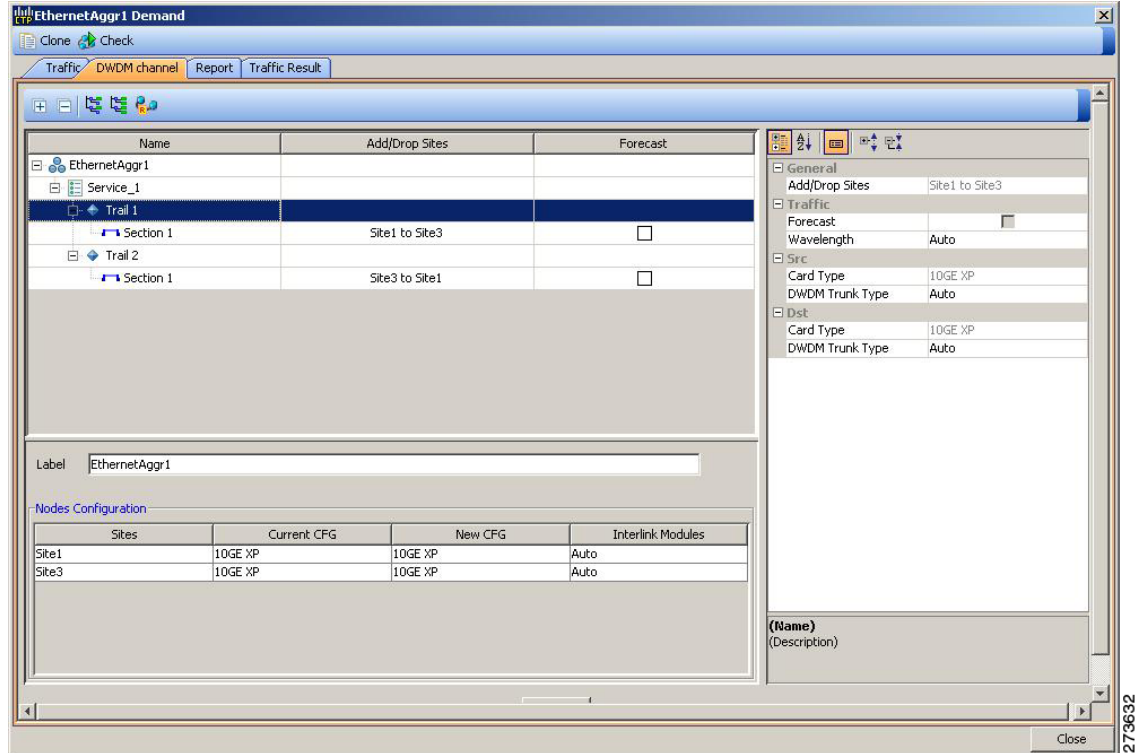 EthernetAggr1 Demand
Clone Check
Traffic DWDM channel Report Traffic Result
Name Add/Drop Sites Forecast
EthernetAggr1
Service_1
Trail 1
Section 1 Site1 to Site3
Trail 2
Section 1 Site3 to Site1
Label EthernetAggr1
Nodes Configuration
Sites Current CFG New CFG Interlink Modules
Site1 10GE XP 10GE XP Auto
Site3 10GE XP 10GE XP Auto
General
Add/Drop Sites Site1 to Site3
Traffic
Forecast
Wavelength Auto
Src
Card Type 10GE XP
DWDM Trunk Type Auto
Dst
Card Type 10GE XP
DWDM Trunk Type Auto
(Name)
(Description)
Close
273632